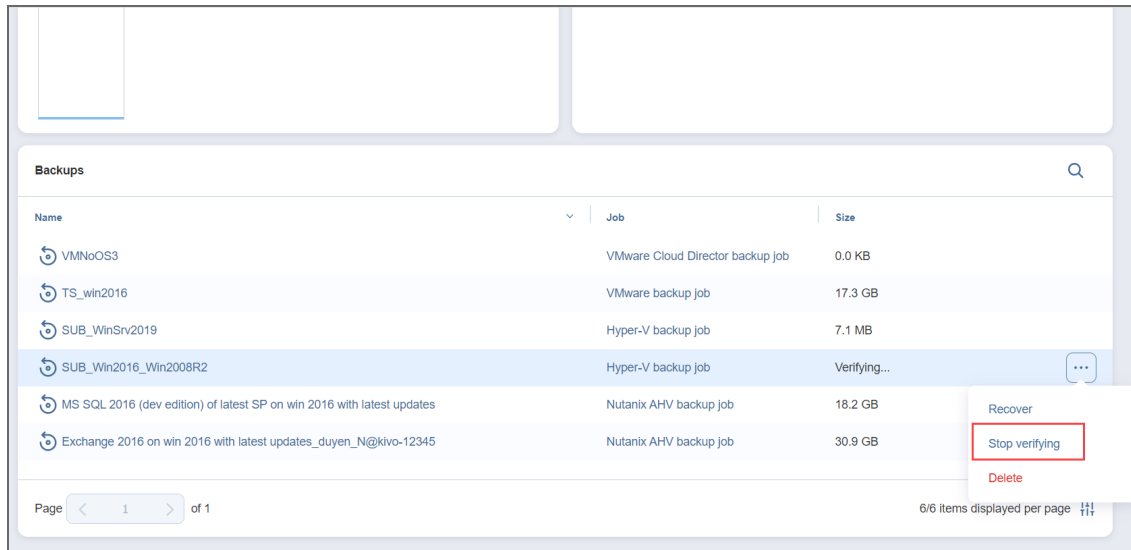 Backups
Name Job Size
VMNoOS3 VMware Cloud Director backup job 0.0 KB
TS_win2016 VMware backup job 17.3 GB
SUB_WinSrv2019 Hyper-V backup job 7.1 MB
SUB_Win2016_Win2008R2 Hyper-V backup job Verifying...
MS SQL 2016 (dev edition) of latest SP on win 2016 with latest updates Nutanix AHV backup job 18.2 GB
Exchange 2016 on win 2016 with latest updates_duyen_N@kivo-12345 Nutanix AHV backup job 30.9 GB
Recover
Stop verifying
Delete
Page 1 of 1 6/6 items displayed per page